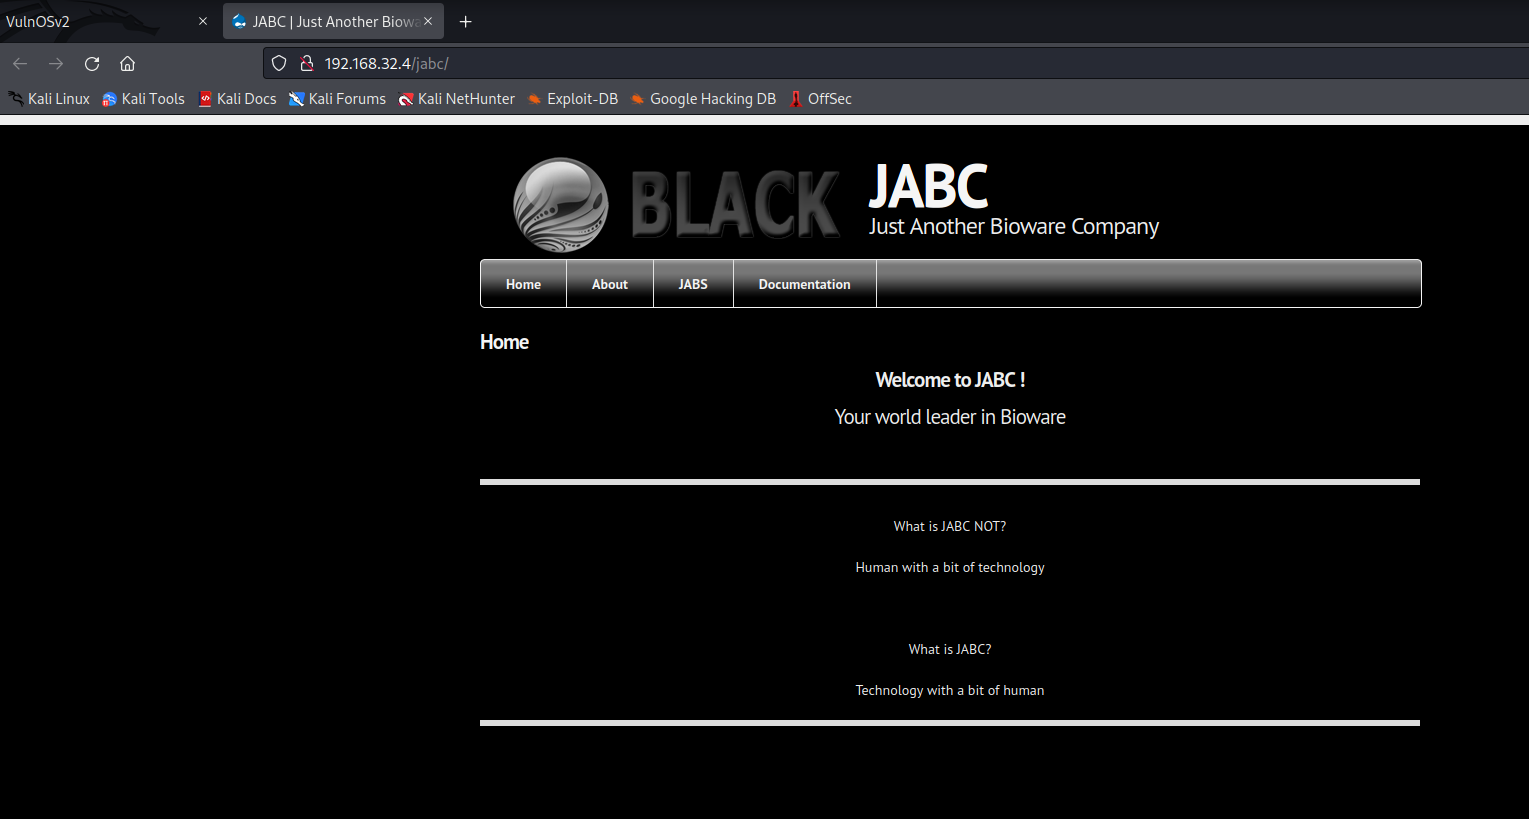 VulnOSv2
JABC | Just Another Biowa
192.168.32.4/jabc/
Kali Linux Kali Tools Kali Docs Kali Forums Kali NetHunter Exploit-DB Google Hacking DB OffSec
BLACK
JABC
Just Another Bioware Company
Home About JABS Documentation
Home
Welcome to JABC !
Your world leader in Bioware
What is JABC NOT?
Human with a bit of technology
What is JABC?
Technology with a bit of human